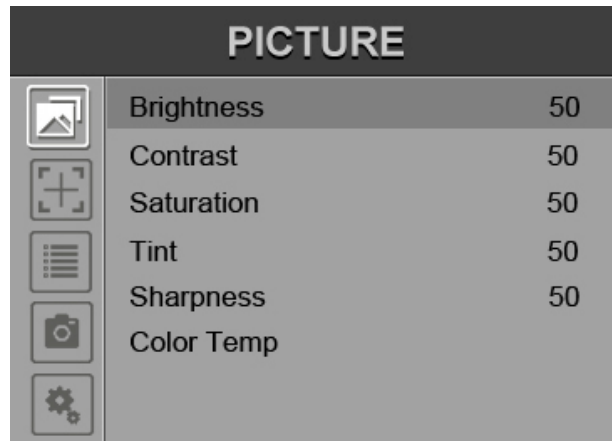 PICTURE
Brightness 50
Contrast 50
Saturation 50
Tint 50
Sharpness 50
Color Temp